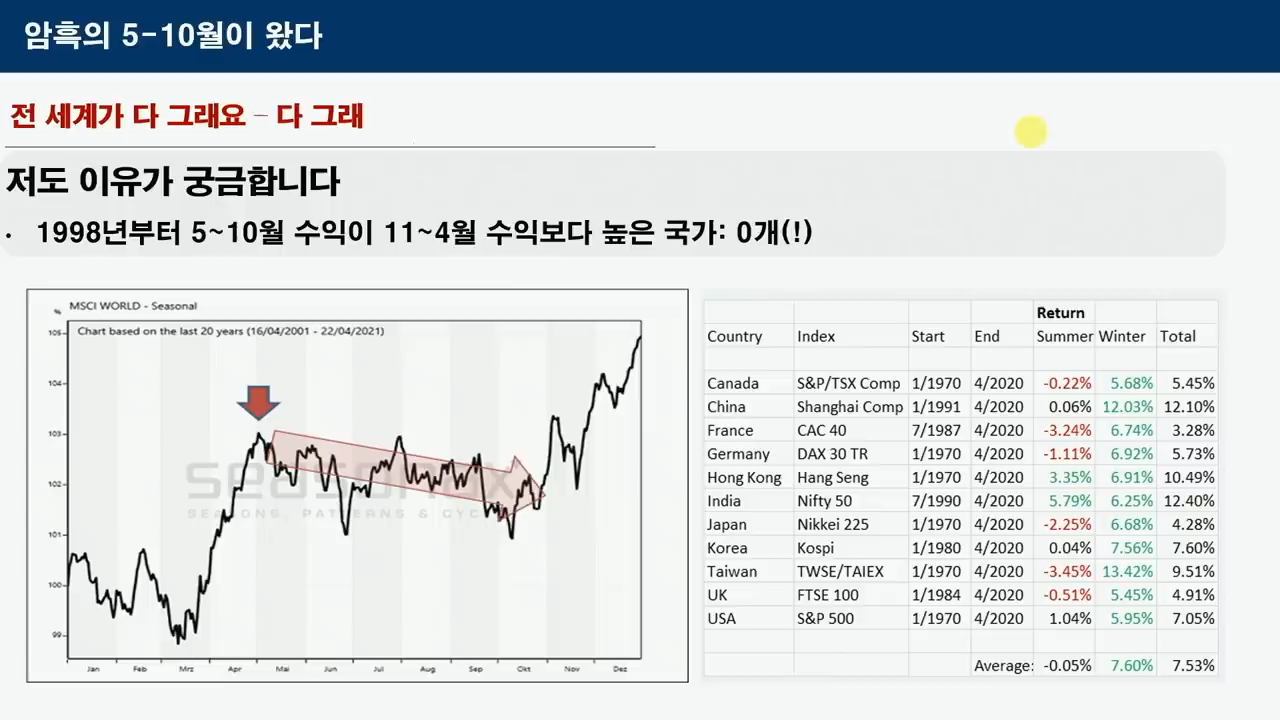 암흑의 5-10월이 왔다
전 세계가 다 그래요 – 다 그래
저도 이유가 궁금합니다
• 1998년부터 5~10월 수익이 11~4월 수익보다 높은 국가: 0개(!)
MSCI WORLD - Seasonal
%
Chart based on the last 20 years (16/04/2001 - 22/04/2021)
105
104
103
102
101
100
99
seasonax
SEASONS, PATTERNS & CYC
Jan Feb Mrz Apr Mai Jun Jul Aug Sep Okt Nov Dez
Return
Country Index Start End Summer Winter Total
Canada S&P/TSX Comp 1/1970 4/2020 -0.22% 5.68% 5.45%
China Shanghai Comp 1/1991 4/2020 0.06% 12.03% 12.10%
France CAC 40 7/1987 4/2020 -3.24% 6.74% 3.28%
Germany DAX 30 TR 1/1970 4/2020 -1.11% 6.92% 5.73%
Hong Kong Hang Seng 1/1970 4/2020 3.35% 6.91% 10.49%
India Nifty 50 7/1990 4/2020 5.79% 6.25% 12.40%
Japan Nikkei 225 1/1970 4/2020 -2.25% 6.68% 4.28%
Korea Kospi 1/1980 4/2020 0.04% 7.56% 7.60%
Taiwan TWSE/TAIEX 1/1970 4/2020 -3.45% 13.42% 9.51%
UK FTSE 100 1/1984 4/2020 -0.51% 5.45% 4.91%
USA S&P 500 1/1970 4/2020 1.04% 5.95% 7.05%
Average: -0.05% 7.60% 7.53%